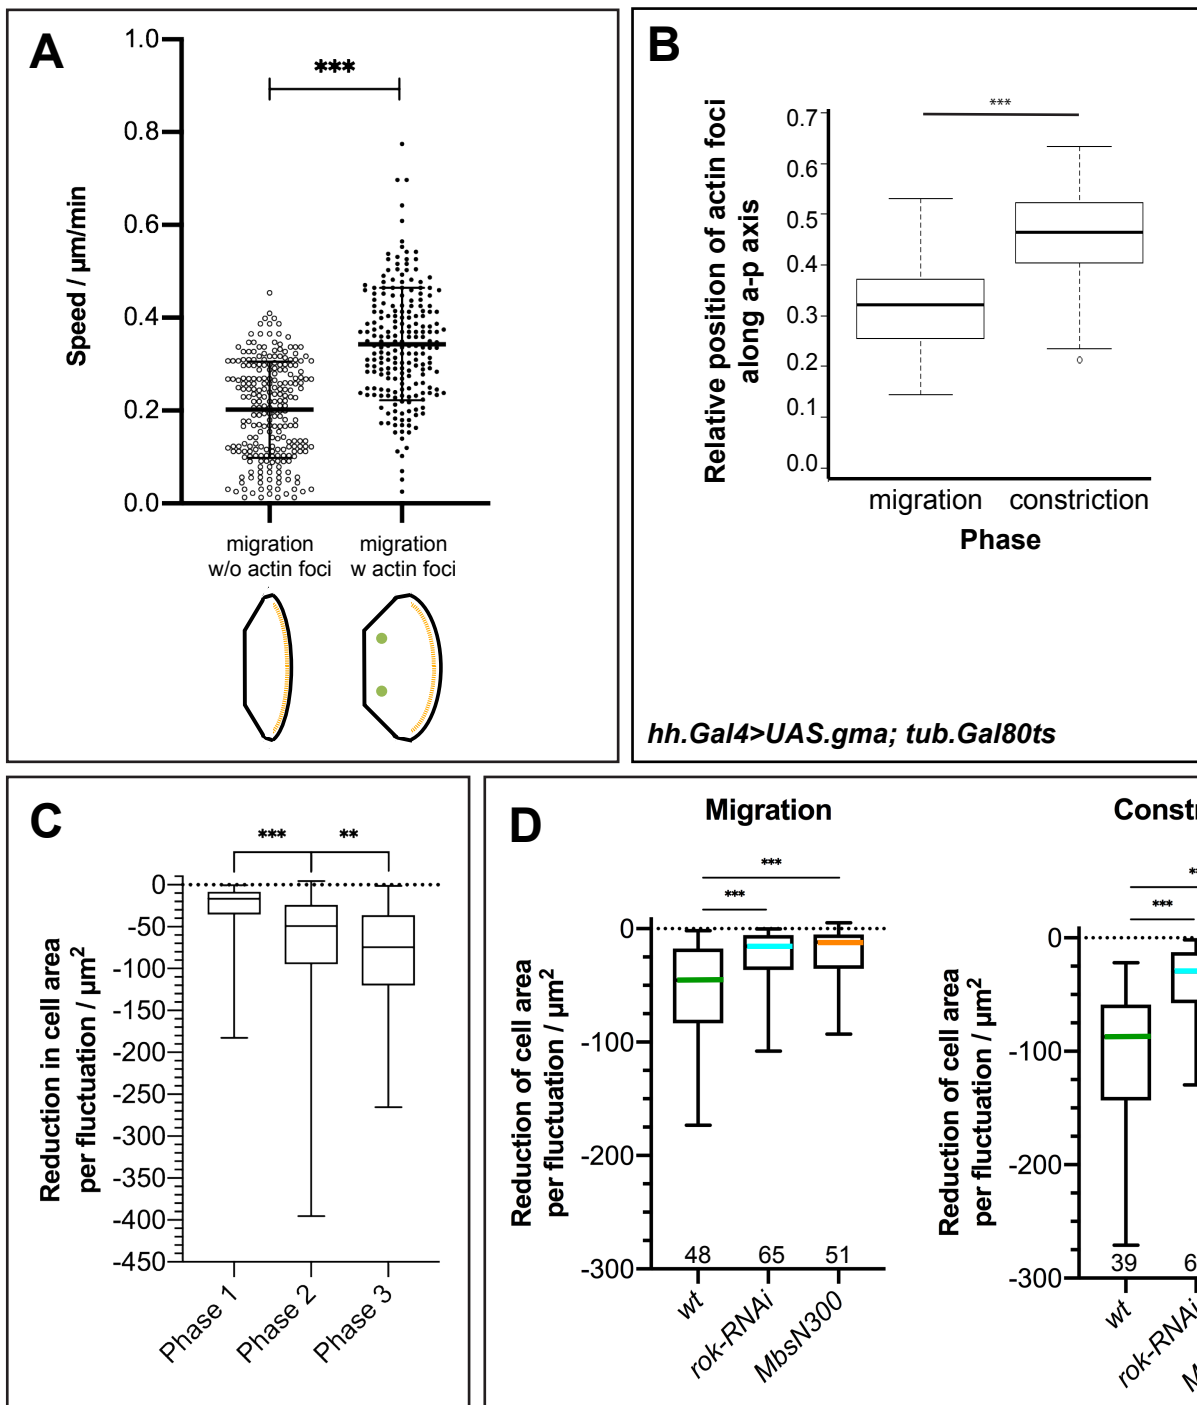 A
1.0
0.8
0.6
0.4
0.2
0.0
Speed / µm/min
***
migration
w/o actin foci
migration
w actin foci
B
Relative position of actin foci
along a-p axis
0.7
0.6
0.5
0.4
0.3
0.2
0.1
0.0
***
migration constriction
Phase
hh.Gal4>UAS.gma; tub.Gal80ts
C
*** **
Reduction in cell area
per fluctuation / µm²
0
-50
-100
-150
-200
-250
-300
-350
-400
-450
Phase 1
Phase 2
Phase 3
D
Migration
***
***
Reduction of cell area
per fluctuation / µm²
0
-100
-200
-300
48 65 51
wt
rok-RNAi
MbsN300
Constr
**
***
Reduction of cell area
per fluctuation / µm²
0
-100
-200
-300
39 6
wt
rok-RNAi
M